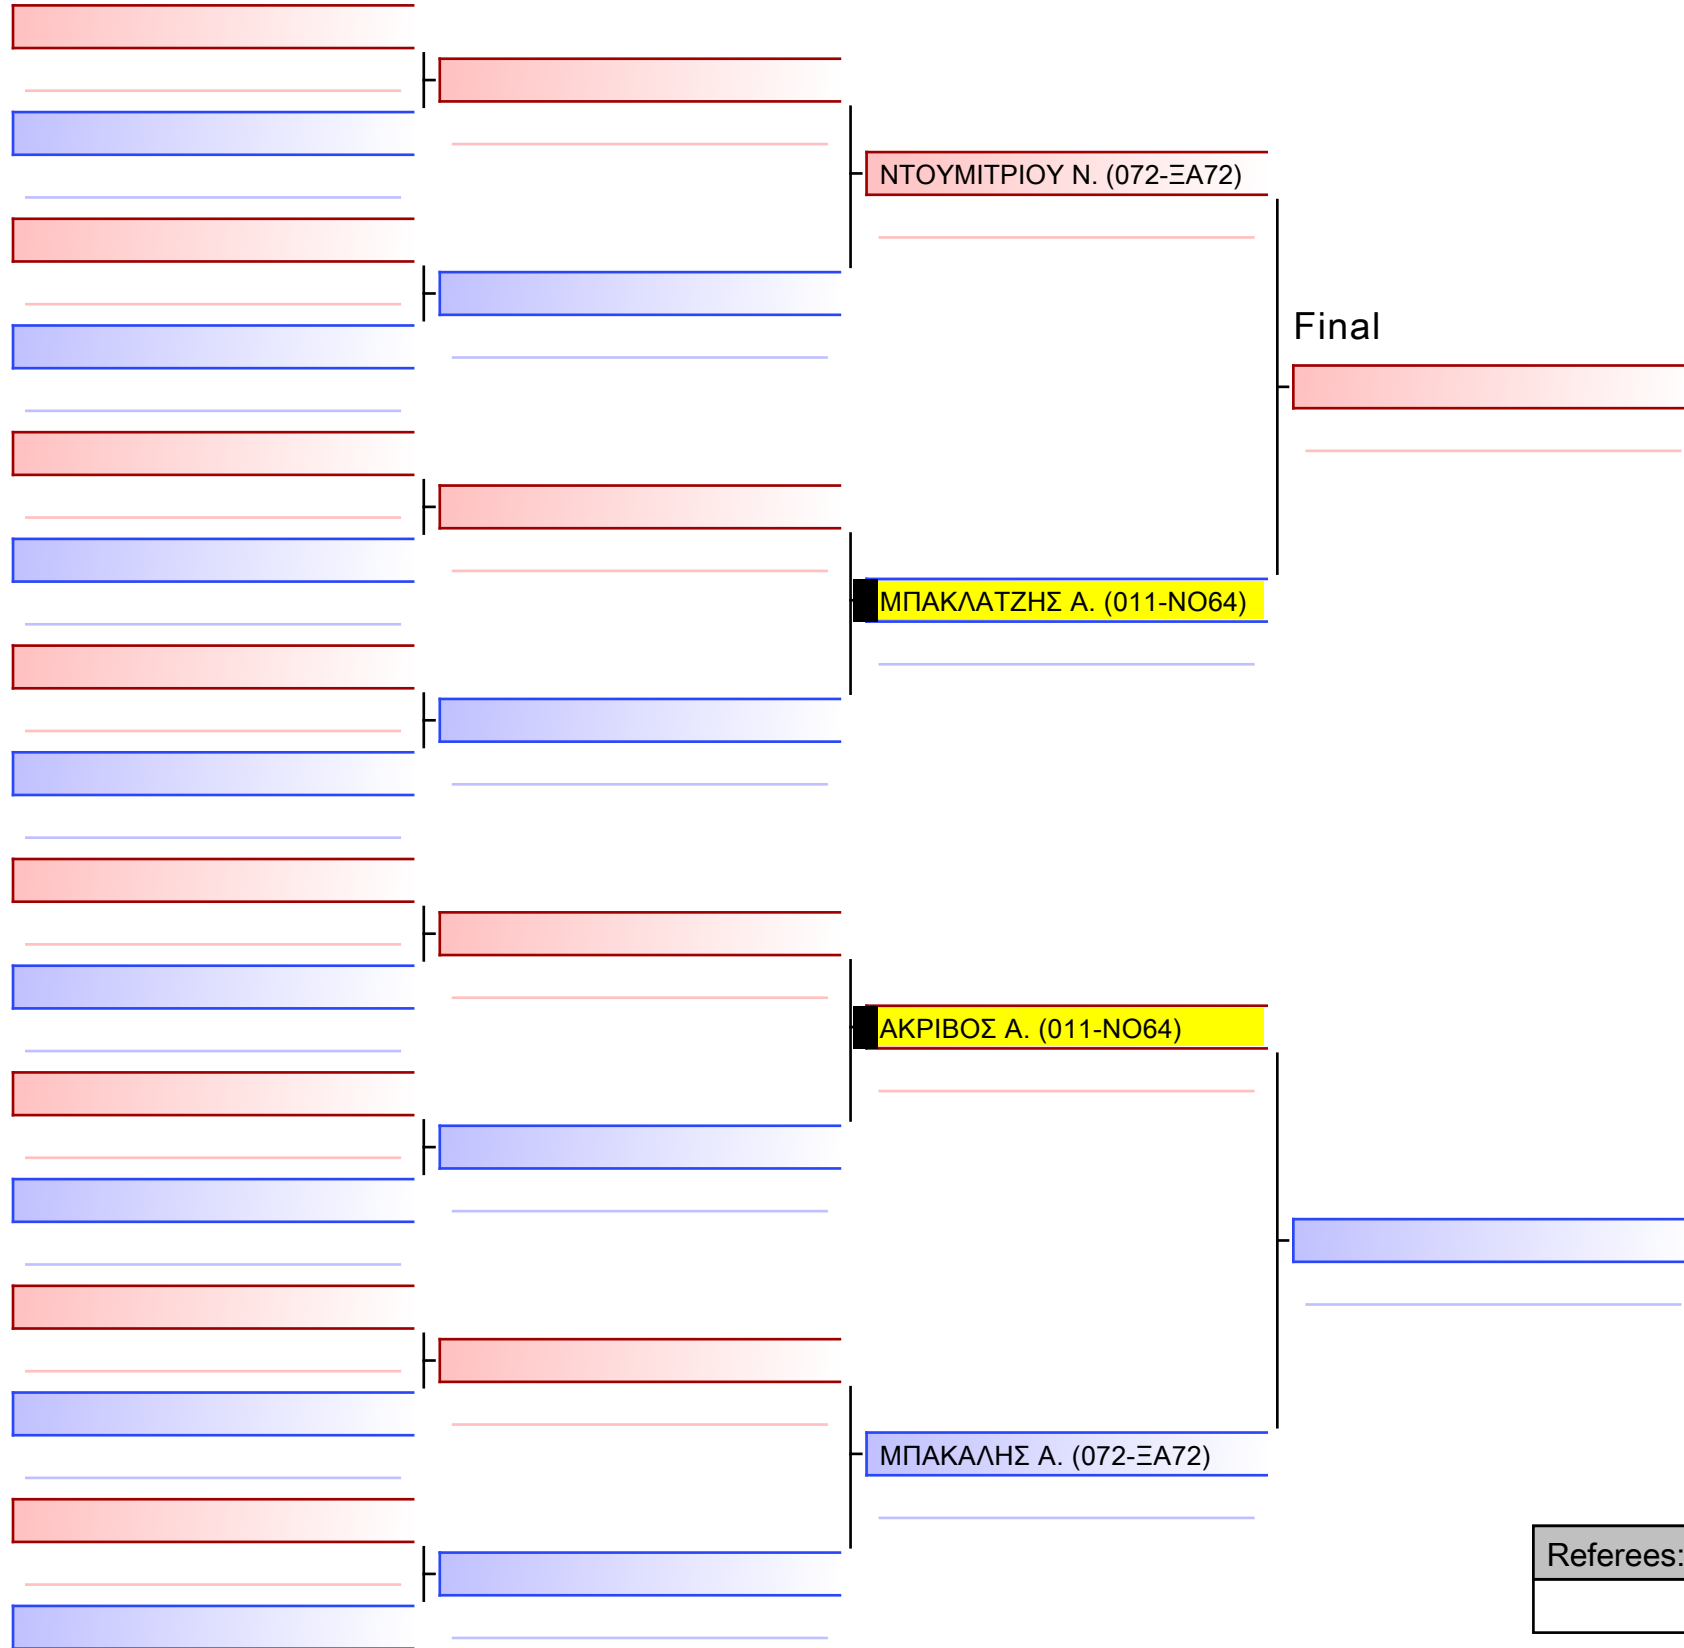 ΝΤΟΥΜΙΤΡΙΟΥ Ν. (072-ΞΑ72)
Final
ΜΠΑΚΛΑΤΖΗΣ Α. (011-ΝΟ64)
ΑΚΡΙΒΟΣ Α. (011-ΝΟ64)
ΜΠΑΚΑΛΗΣ Α. (072-ΞΑ72)
Referees: